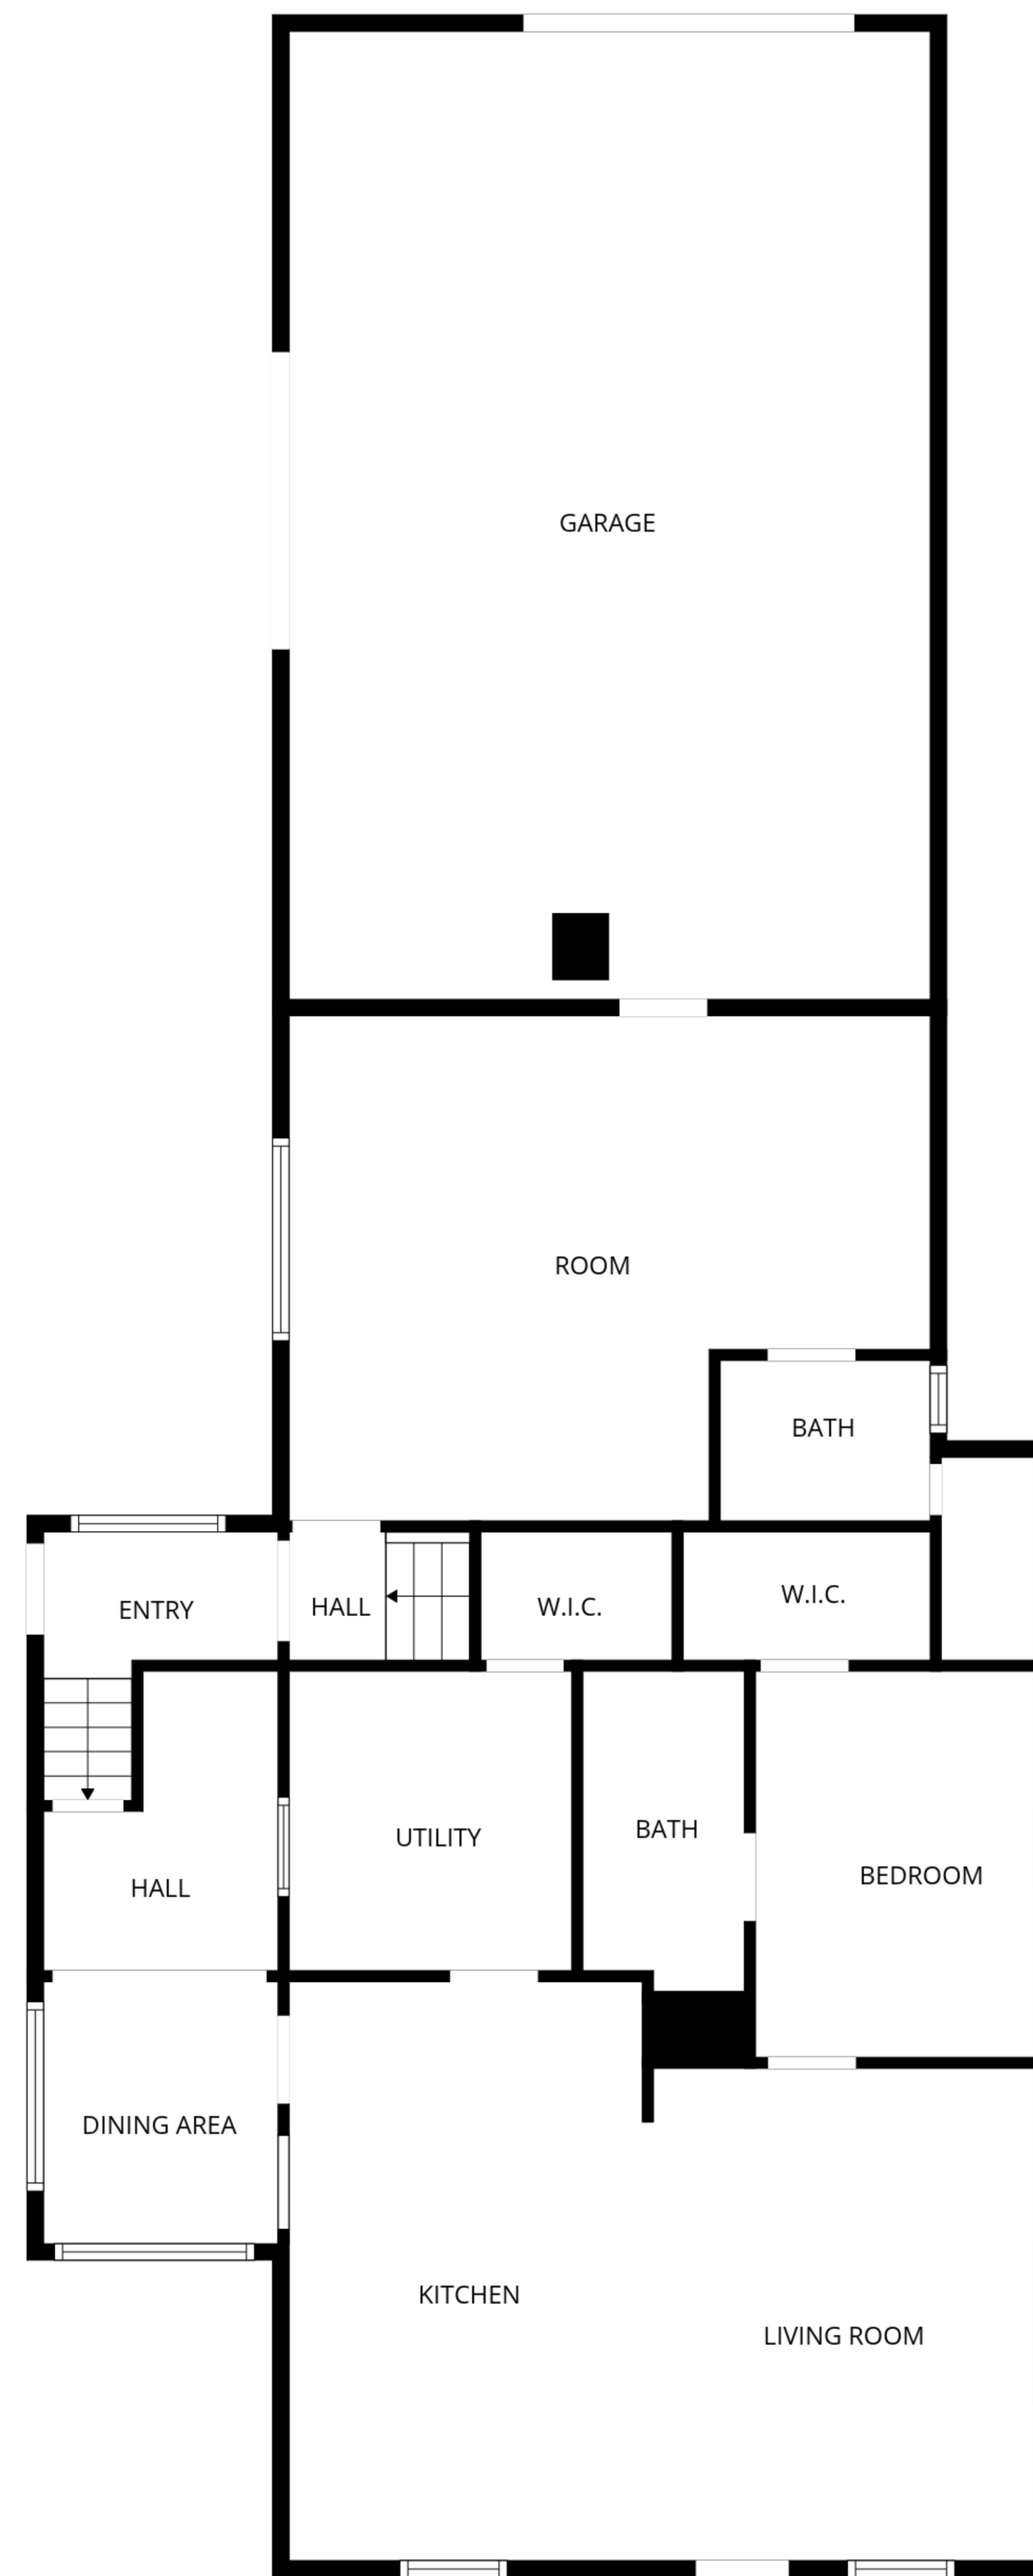 GARAGE
ROOM
BATH
ENTRY
HALL
W.I.C.
W.I.C.
UTILITY
BATH
BEDROOM
HALL
DINING AREA
KITCHEN
LIVING ROOM